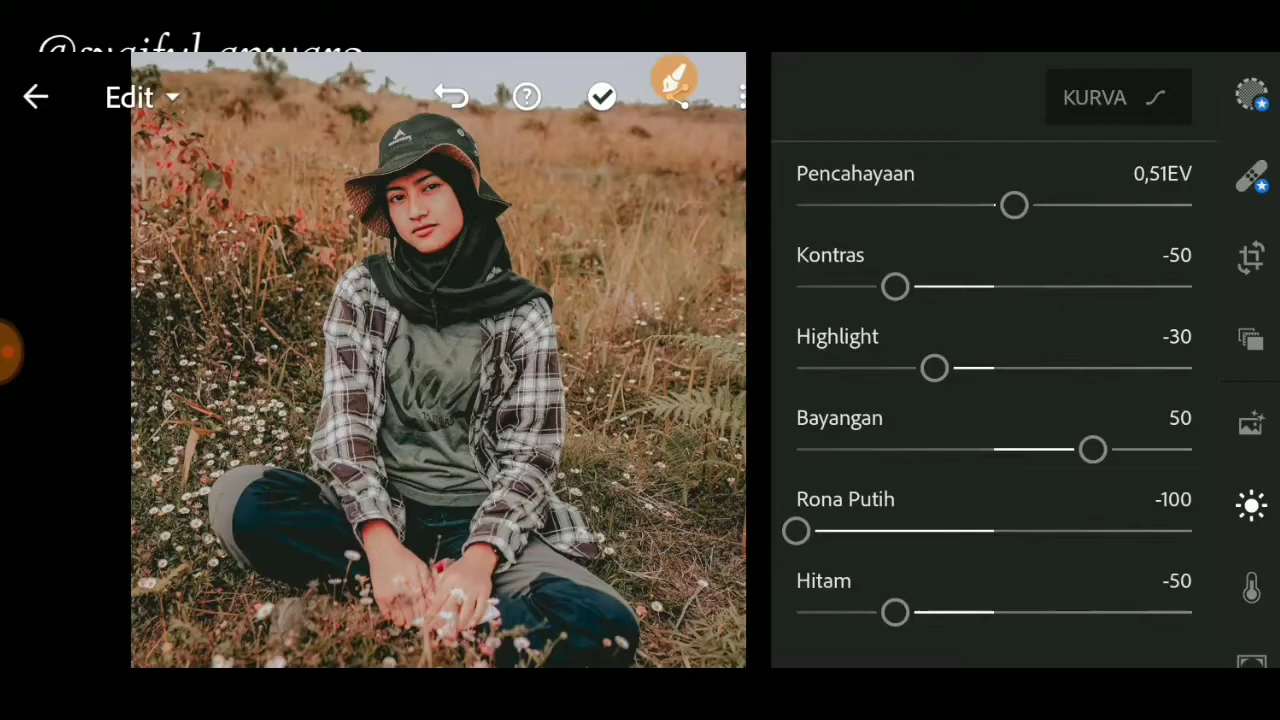 Edit
KURVA
Pencahayaan 0,51EV
Kontras -50
Highlight -30
Bayangan 50
Rona Putih -100
Hitam -50